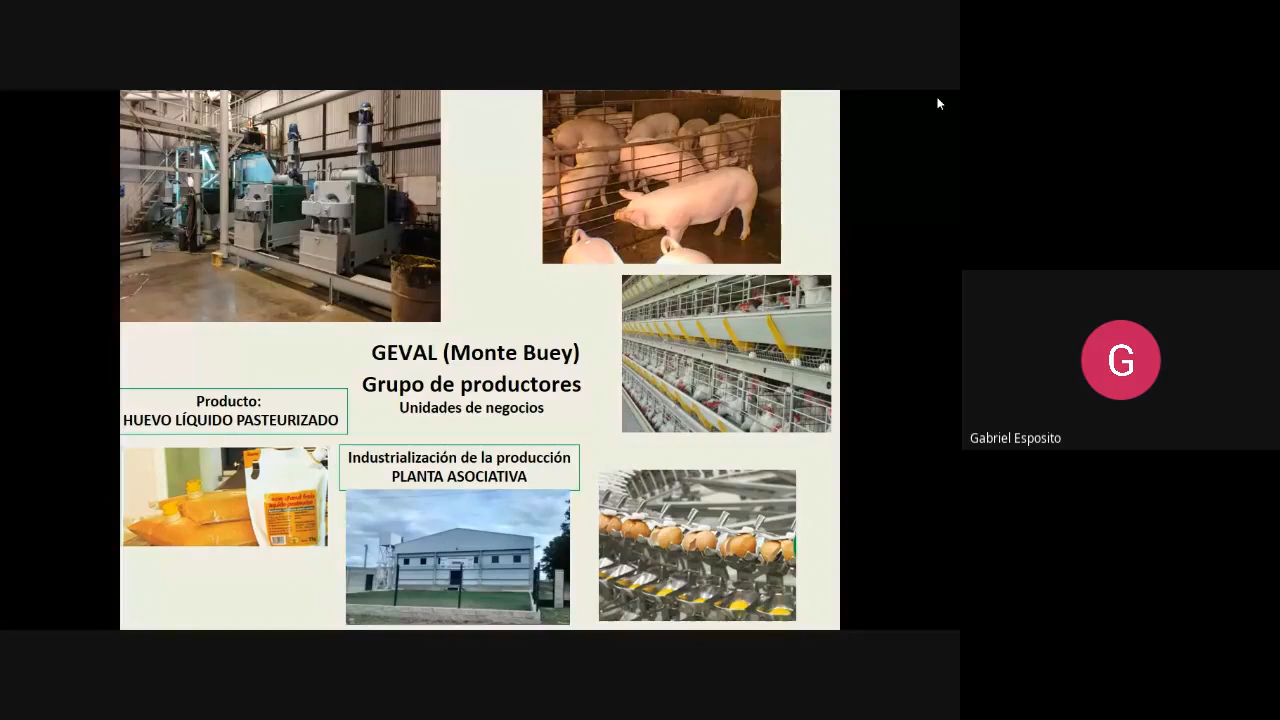 GEVAL (Monte Buey)
Grupo de productores
Unidades de negocios
Producto:
HUEVO LÍQUIDO PASTEURIZADO
Industrialización de la producción
PLANTA ASOCIATIVA
G
Gabriel Esposito